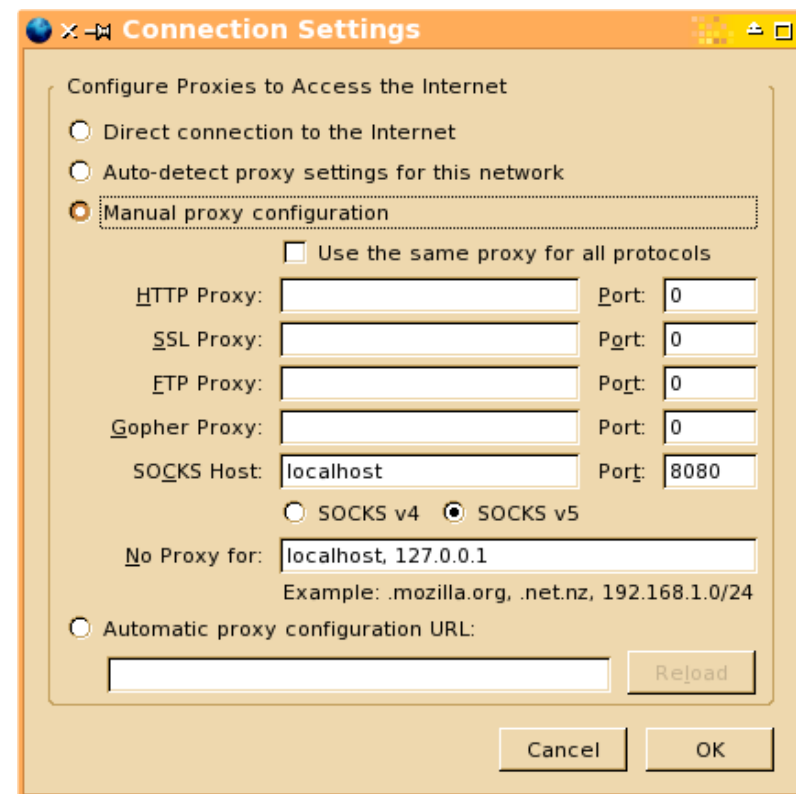 Connection Settings
Configure Proxies to Access the Internet
Direct connection to the Internet
Auto-detect proxy settings for this network
Manual proxy configuration
Use the same proxy for all protocols
HTTP Proxy: Port: 0
SSL Proxy: Port: 0
FTP Proxy: Port: 0
Gopher Proxy: Port: 0
SOCKS Host: localhost Port: 8080
SOCKS v4 SOCKS v5
No Proxy for: localhost, 127.0.0.1
Example: .mozilla.org, .net.nz, 192.168.1.0/24
Automatic proxy configuration URL:
Reload
Cancel OK